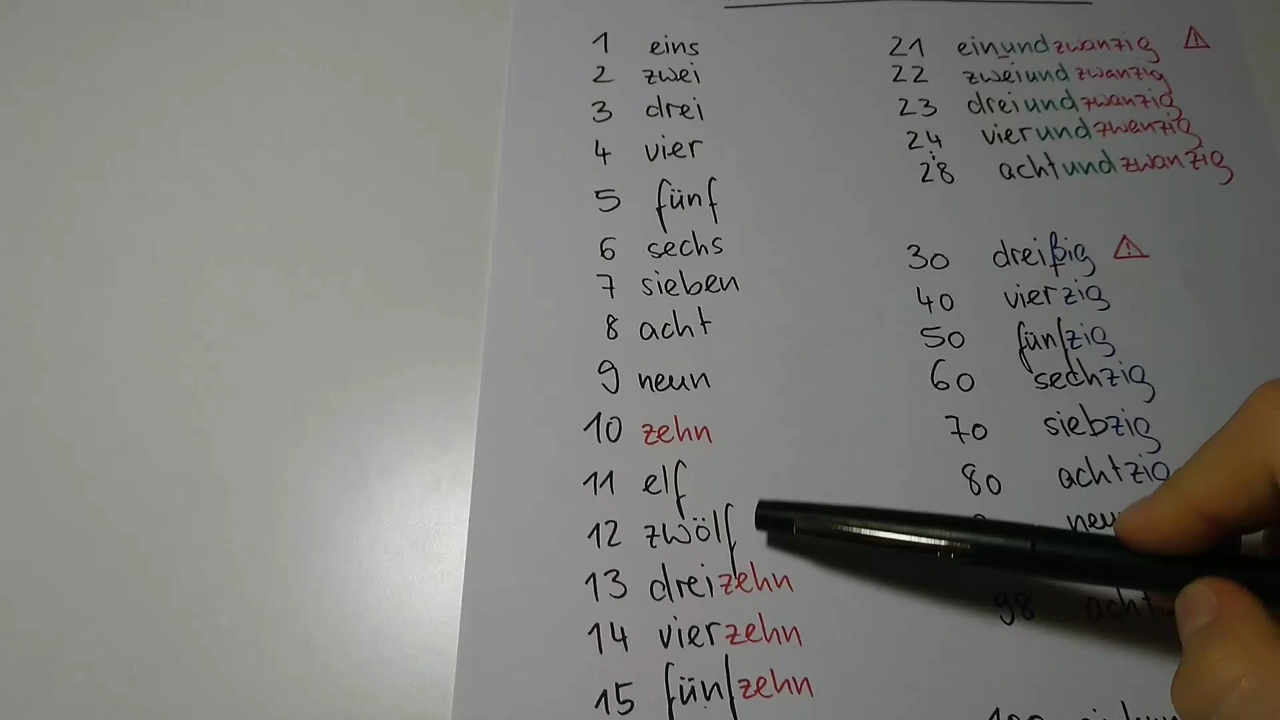 1 eins
2 zwei
3 drei
4 vier
5 fünf
6 sechs
7 sieben
8 acht
9 neun
10 zehn
11 elf
12 zwölf
13 dreizehn
14 vierzehn
15 fünfzehn
21 einundzwanzig
22 zweiundzwanzig
23 dreiundzwanzig
24 vierundzwanzig
28 achtundzwanzig
30 dreißig
40 vierzig
50 fünfzig
60 sechzig
70 siebzig
80 achtzig
98